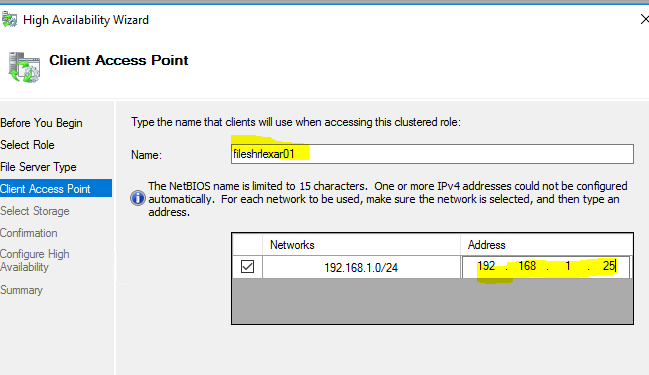 High Availability Wizard
Client Access Point
Before You Begin
Select Role
File Server Type
Client Access Point
Select Storage
Confirmation
Configure High
Availability
Summary
Type the name that clients will use when accessing this clustered role:
Name:
fileshrlexar01
The NetBIOS name is limited to 15 characters. One or more IPv4 addresses could not be configured
automatically. For each network to be used, make sure the network is selected, and then type an
address.
Networks Address
192.168.1.0/24 192 . 168 . 1 . 25